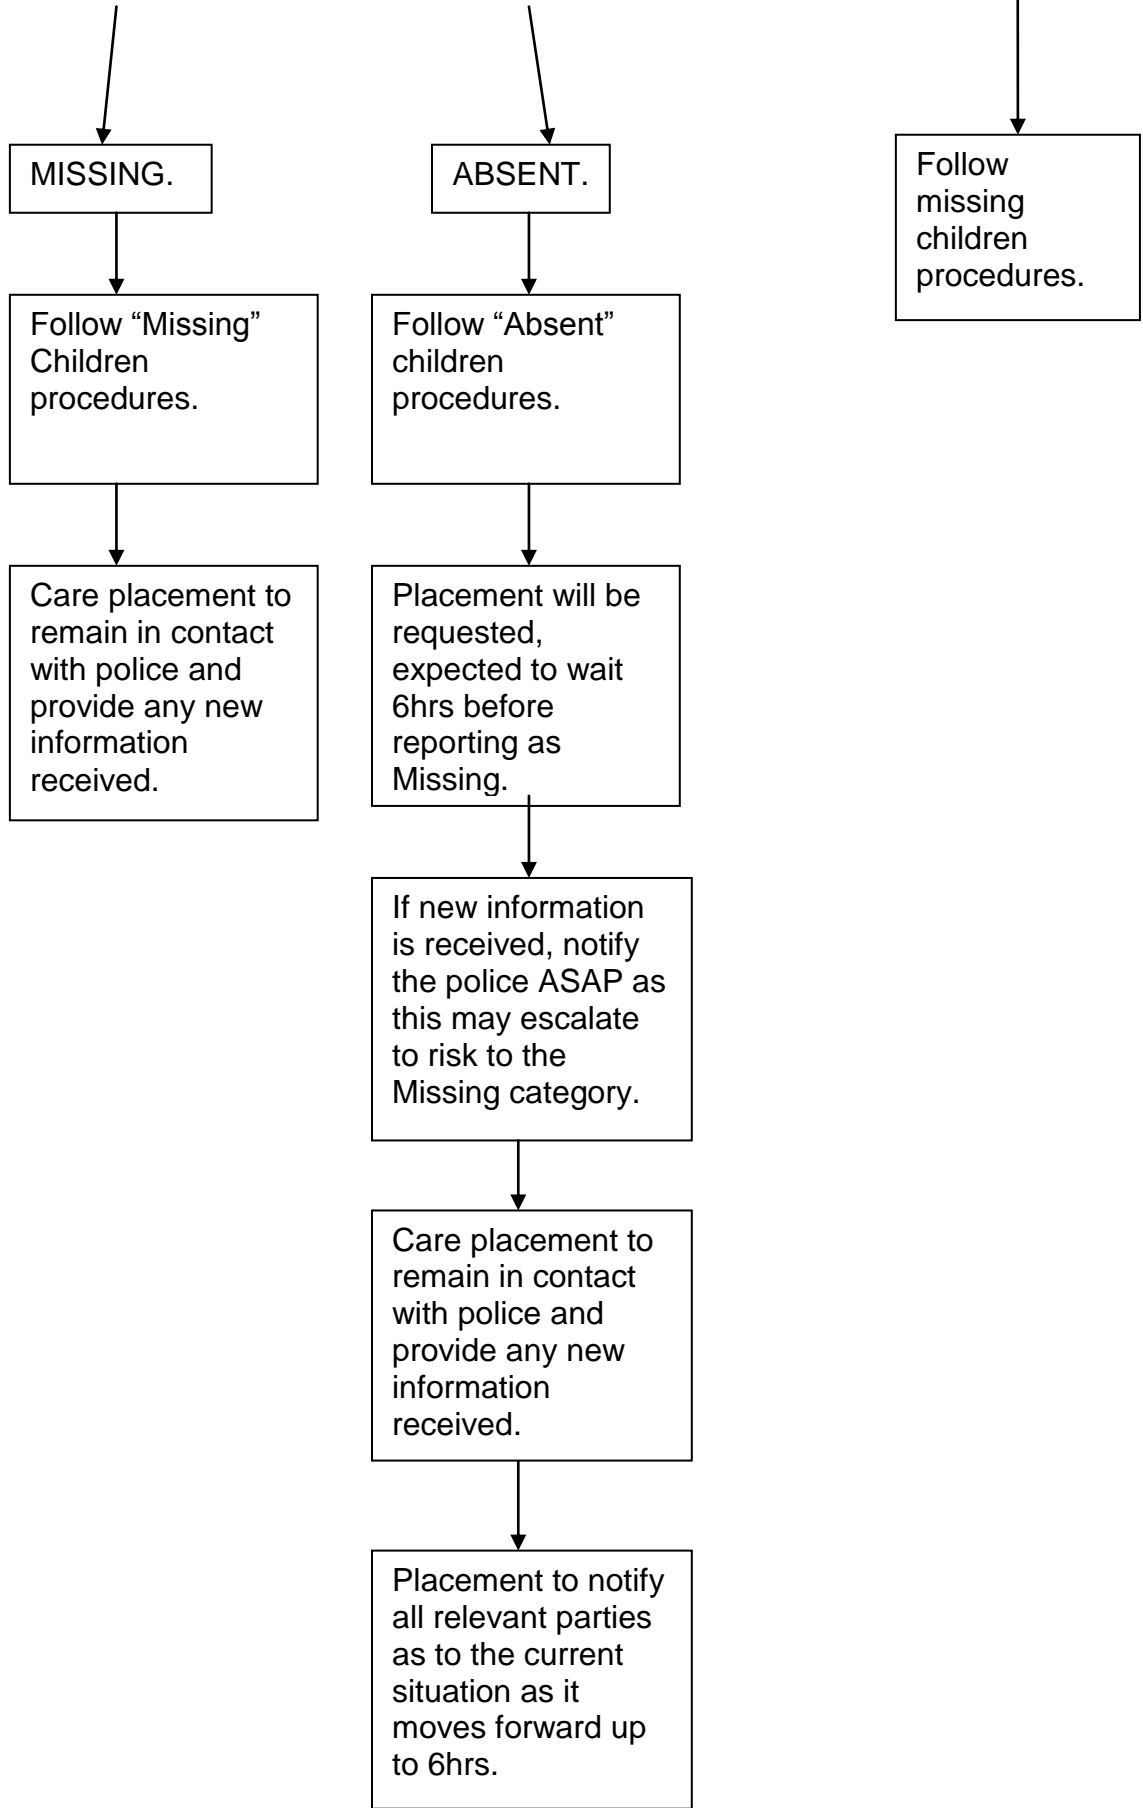 MISSING.
Follow “Missing”
Children
procedures.
Care placement to
remain in contact
with police and
provide any new
information
received.
ABSENT.
Follow “Absent”
children
procedures.
Placement will be
requested,
expected to wait
6hrs before
reporting as
Missing.
If new information
is received, notify
the police ASAP as
this may escalate
to risk to the
Missing category.
Care placement to
remain in contact
with police and
provide any new
information
received.
Placement to notify
all relevant parties
as to the current
situation as it
moves forward up
to 6hrs.
Follow
missing
children
procedures.